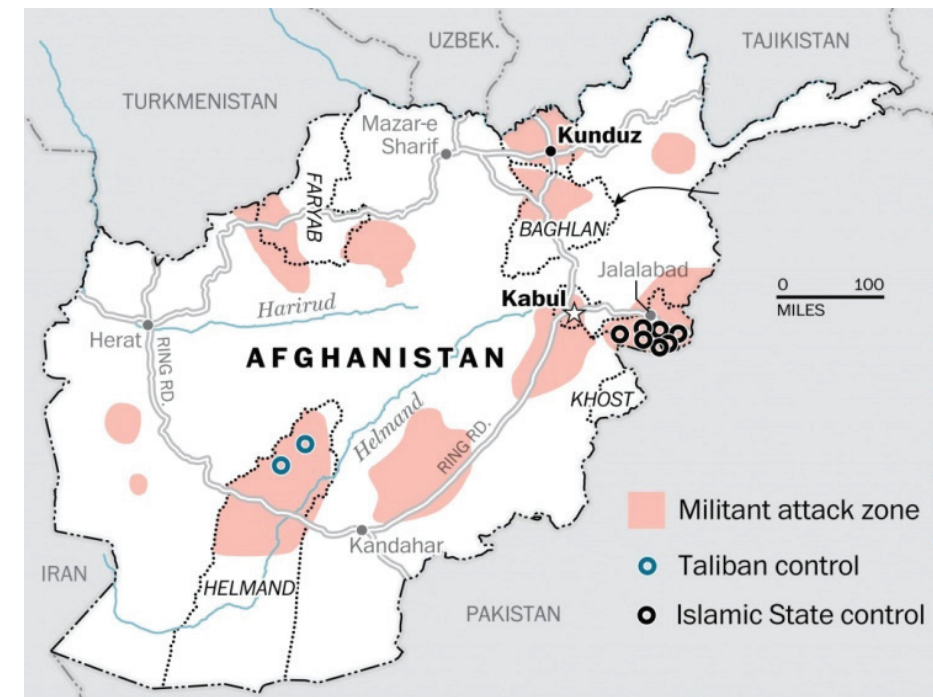 UZBEK.
TAJIKISTAN
TURKMENISTAN
Mazar-e
Sharif
Kunduz
FARYAB
BAGHLAN
Jalalabad
0 100
MILES
Kabul
Harirud
Herat
RING RD.
AFGHANISTAN
KHOST
Helmand
RING RD.
Militant attack zone
Kandahar
Taliban control
IRAN
HELMAND
Islamic State control
PAKISTAN